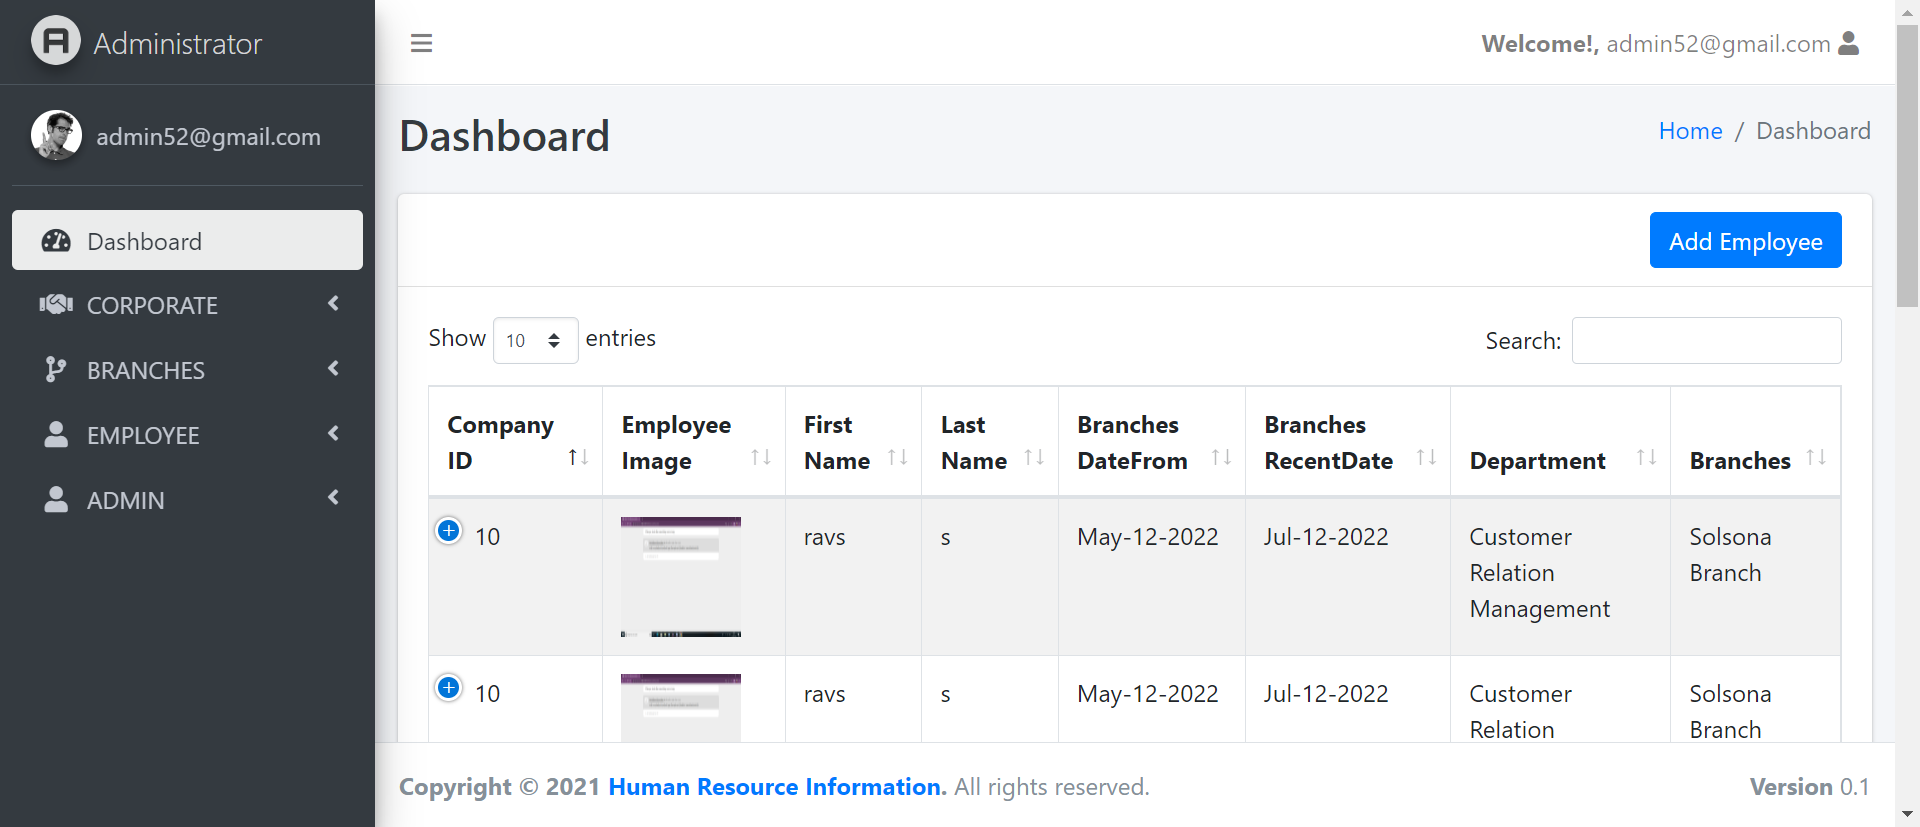 Administrator
Welcome!, admin52@gmail.com
admin52@gmail.com
Dashboard
Home / Dashboard
Dashboard
CORPORATE
BRANCHES
EMPLOYEE
ADMIN
Add Employee
Show 10 entries
Search:
Company ID
Employee Image
First Name
Last Name
Branches DateFrom
Branches RecentDate
Department
Branches
10 ravs s May-12-2022 Jul-12-2022 Customer Relation Management Solsona Branch
10 ravs s May-12-2022 Jul-12-2022 Customer Relation Solsona Branch
Copyright © 2021 Human Resource Information. All rights reserved.
Version 0.1